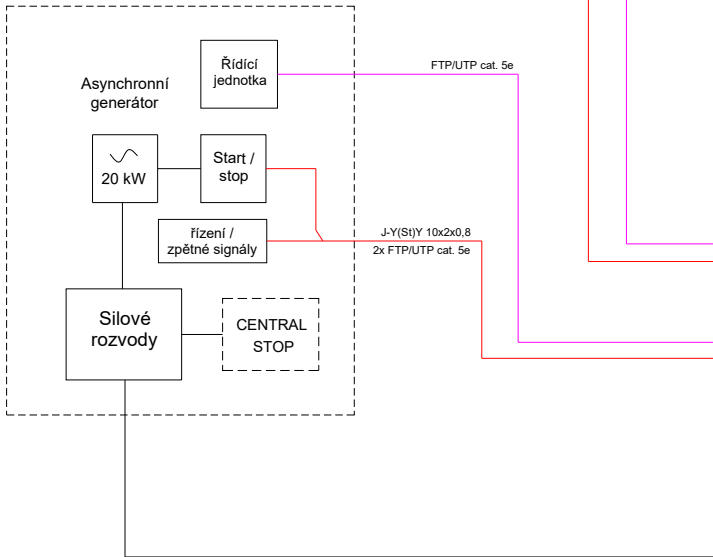 Řídící
jednotka
FTP/UTP cat. 5e
Asynchronní
generátor
20 kW
Start /
stop
řízení /
zpětné signály
J-Y(St)Y 10x2x0,8
2x FTP/UTP cat. 5e
Silové
rozvody
CENTRAL
STOP